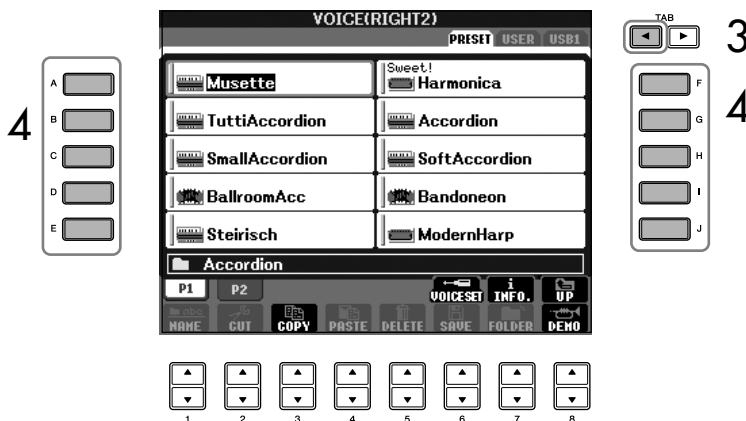 VOICE(RIGHT2)
PRESET USER USB1
TAB
3
Musette
Sweet!
Harmonica
A F
4 4
B TuttiAccordion Accordion G
C SmallAccordion SoftAccordion H
D BallroomAcc Bandoneon I
E Steirisch ModernHarp J
Accordion
P1 P2 VOICESET i INFO. UP
abc
NAME CUT COPY PASTE DELETE SAVE FOLDER DEMO
1 2 3 4 5 6 7 8